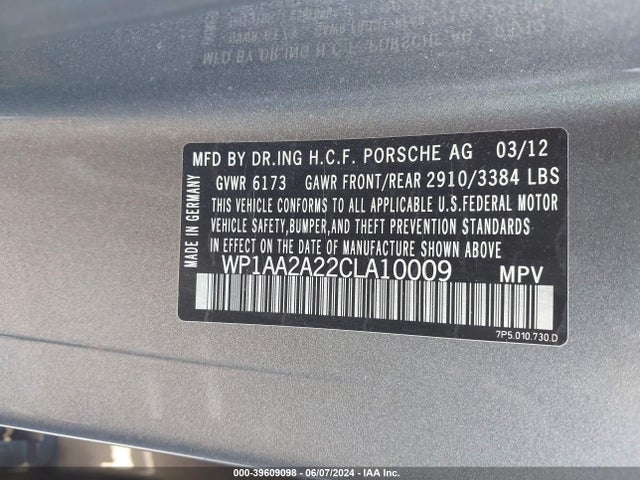 MFD BY DR.ING H.C.F. PORSCHE AG 03/12
GVWR 6173 GAWR FRONT/REAR 2910/3384 LBS
THIS VEHICLE CONFORMS TO ALL APPLICABLE U.S.FEDERAL MOTOR
VEHICLE SAFETY,BUMPER,AND THEFT PREVENTION STANDARDS
IN EFFECT ON THE DATE OF MANUFACTURE SHOWN ABOVE.
WP1AA2A22CLA10009 MPV
MADE IN GERMANY
7P5.010.730.D
000-39609098 - 06/07/2024 - IAA Inc.